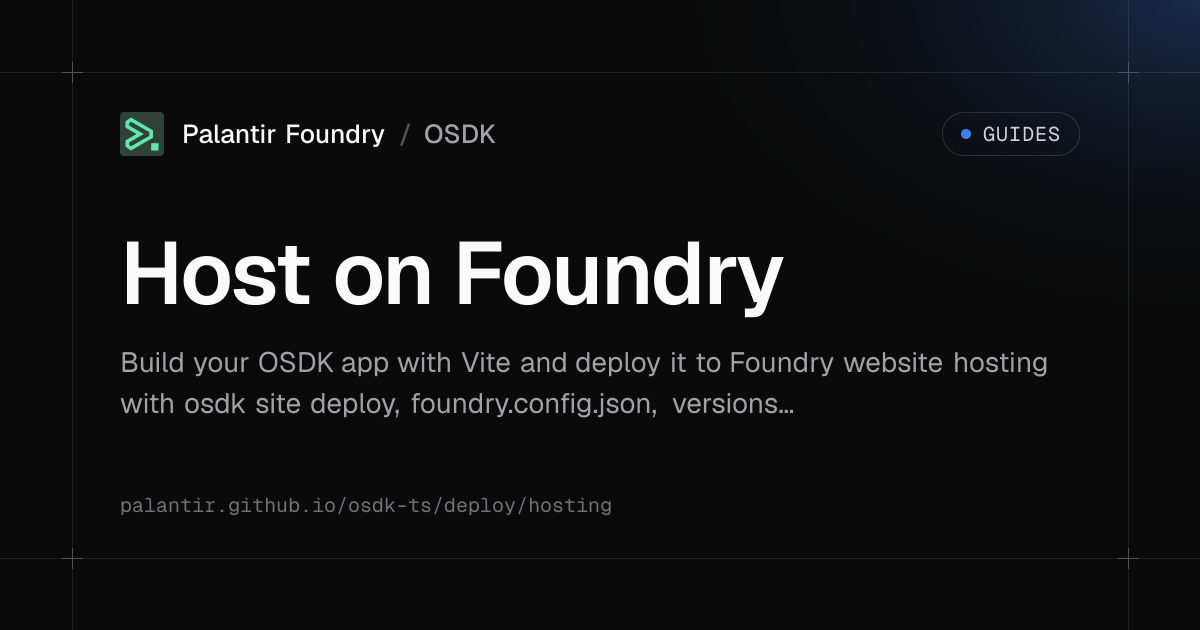 Palantir Foundry / OSDK
GUIDES
Host on Foundry
Build your OSDK app with Vite and deploy it to Foundry website hosting
with osdk site deploy, foundry.config.json, versions…
palantir.github.io/osdk-ts/deploy/hosting